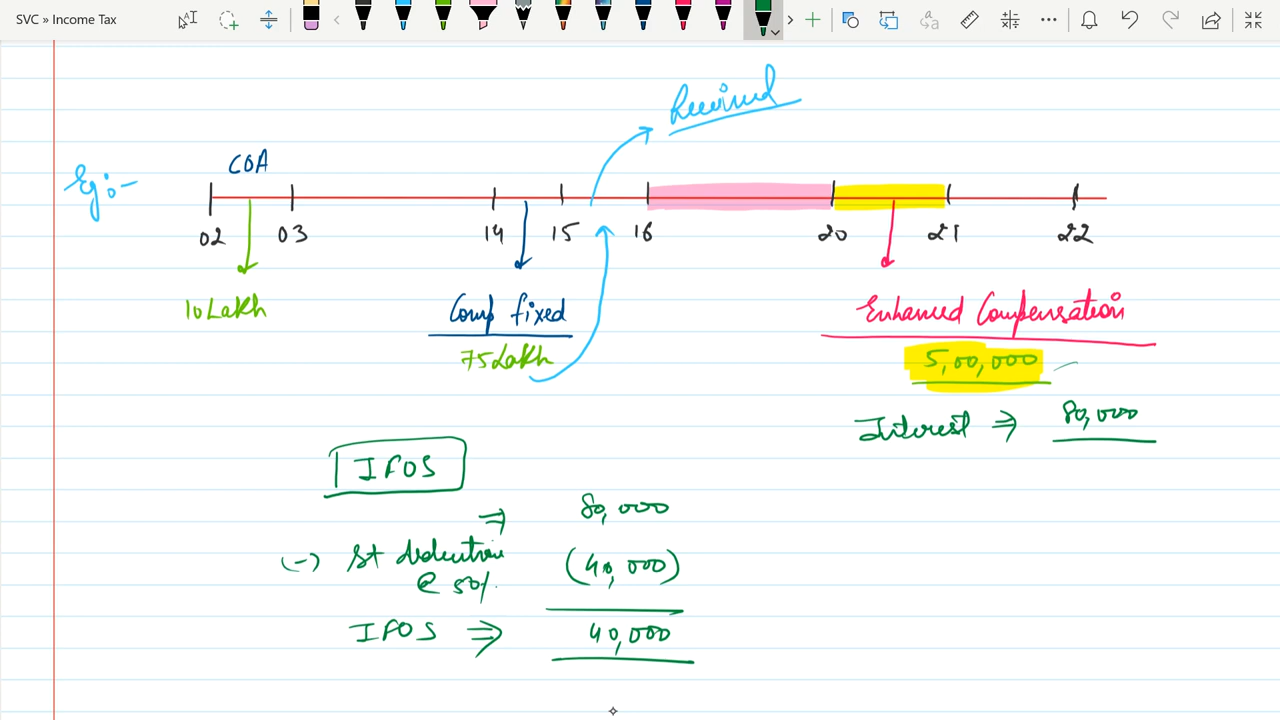 SVC » Income Tax
Received
Eg:-
COA
02 03 14 15 16 20 21 22
10 Lakh
Comp fixed
75 Lakh
Enhanced Compensation
5,00,000
Interest ⇒ 80,000
IFOS
⇒ 80,000
(-) St deduction (40,000)
@ 50%
IFOS ⇒ 40,000